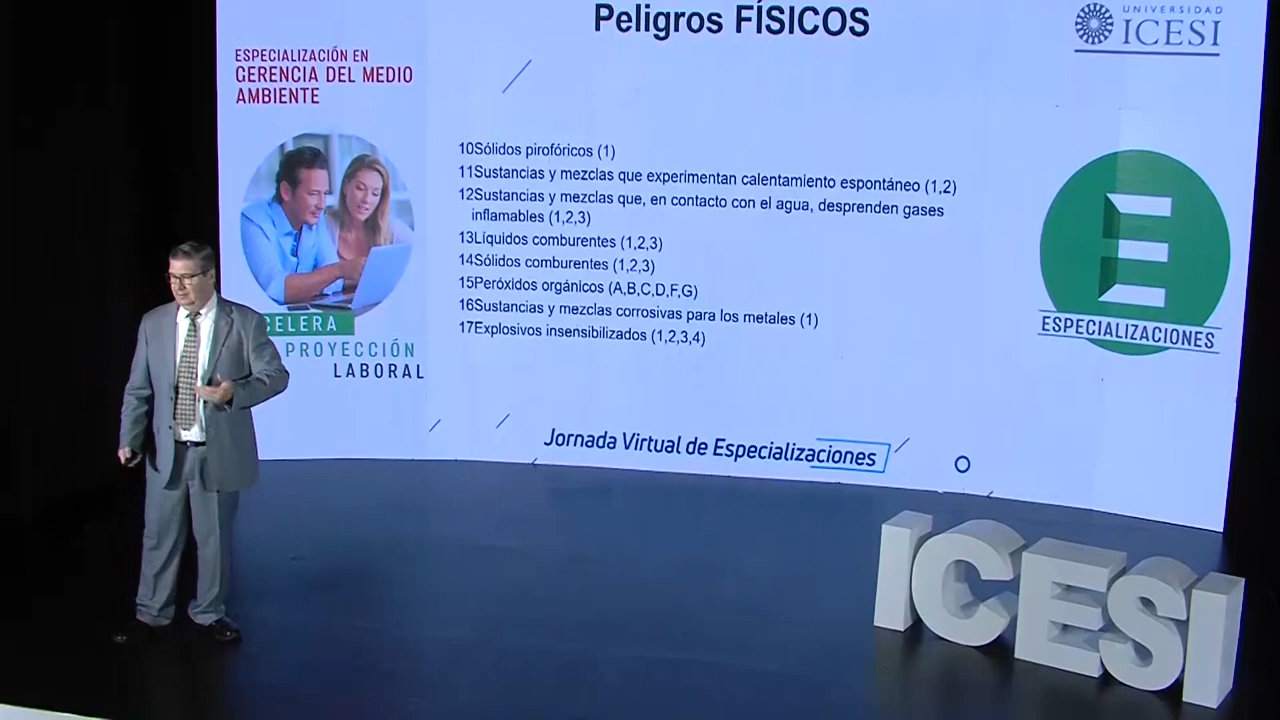 Peligros FÍSICOS
UNIVERSIDAD
ICESI
ESPECIALIZACIÓN EN
GERENCIA DEL MEDIO
AMBIENTE
10Sólidos pirofóricos (1)
11Sustancias y mezclas que experimentan calentamiento espontáneo (1,2)
12Sustancias y mezclas que, en contacto con el agua, desprenden gases
inflamables (1,2,3)
13Líquidos comburentes (1,2,3)
14Sólidos comburentes (1,2,3)
15Peróxidos orgánicos (A,B,C,D,F,G)
16Sustancias y mezclas corrosivas para los metales (1)
17Explosivos insensibilizados (1,2,3,4)
CELERA
PROYECCIÓN
LABORAL
E
ESPECIALIZACIONES
Jornada Virtual de Especializaciones
ICESI